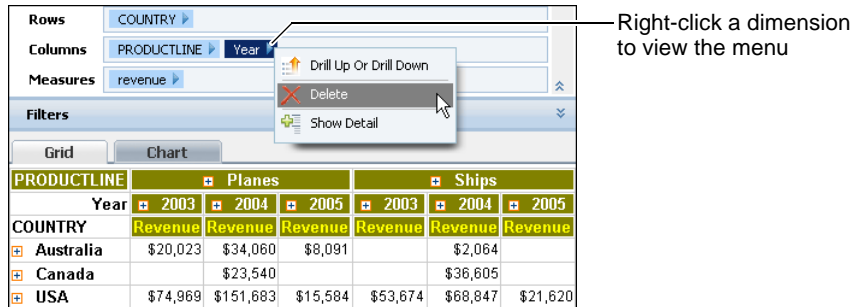 Rows COUNTRY
Columns PRODUCTLINE Year
Measures revenue
Drill Up Or Drill Down
Delete
Show Detail
Right-click a dimension
to view the menu
Filters
Grid Chart
PRODUCTLINE Planes Ships
Year 2003 2004 2005 2003 2004 2005
COUNTRY Revenue Revenue Revenue Revenue Revenue Revenue
Australia $20,023 $34,060 $8,091 $2,064
Canada $23,540 $36,605
USA $74,969 $151,683 $15,584 $53,674 $68,847 $21,620